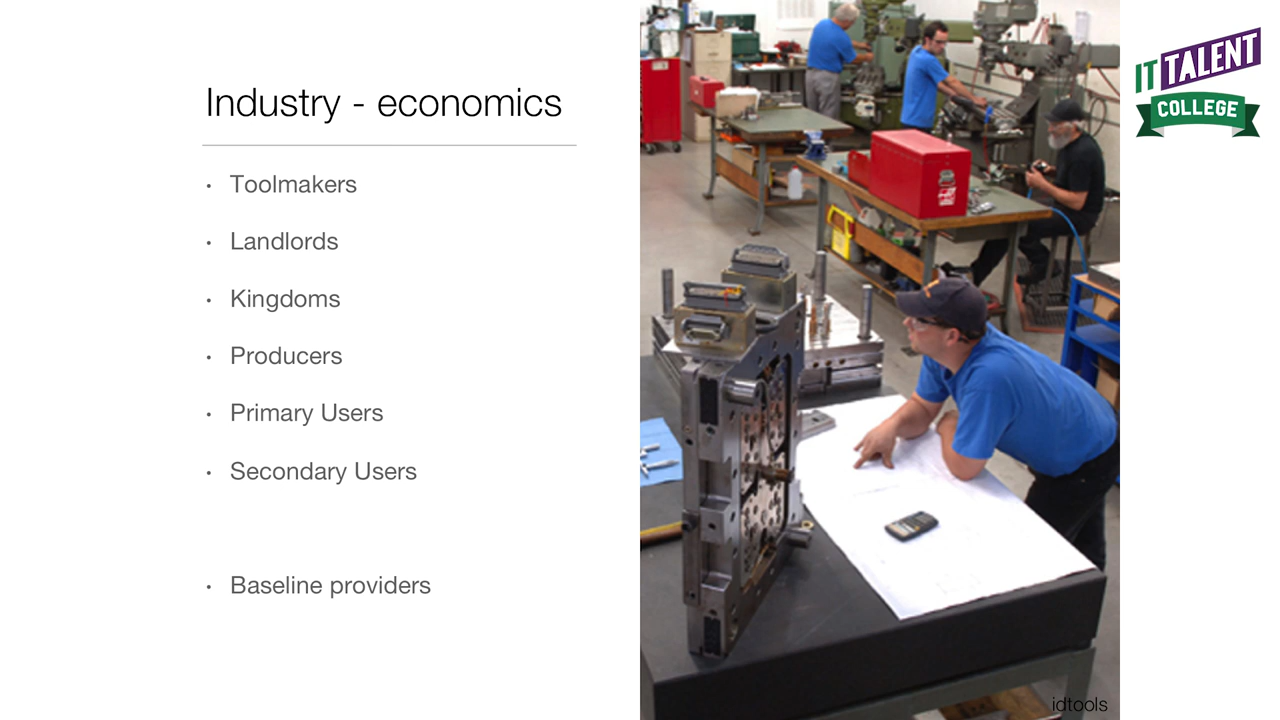 Industry - economics
• Toolmakers
• Landlords
• Kingdoms
• Producers
• Primary Users
• Secondary Users
• Baseline providers
IT TALENT
COLLEGE
idtools